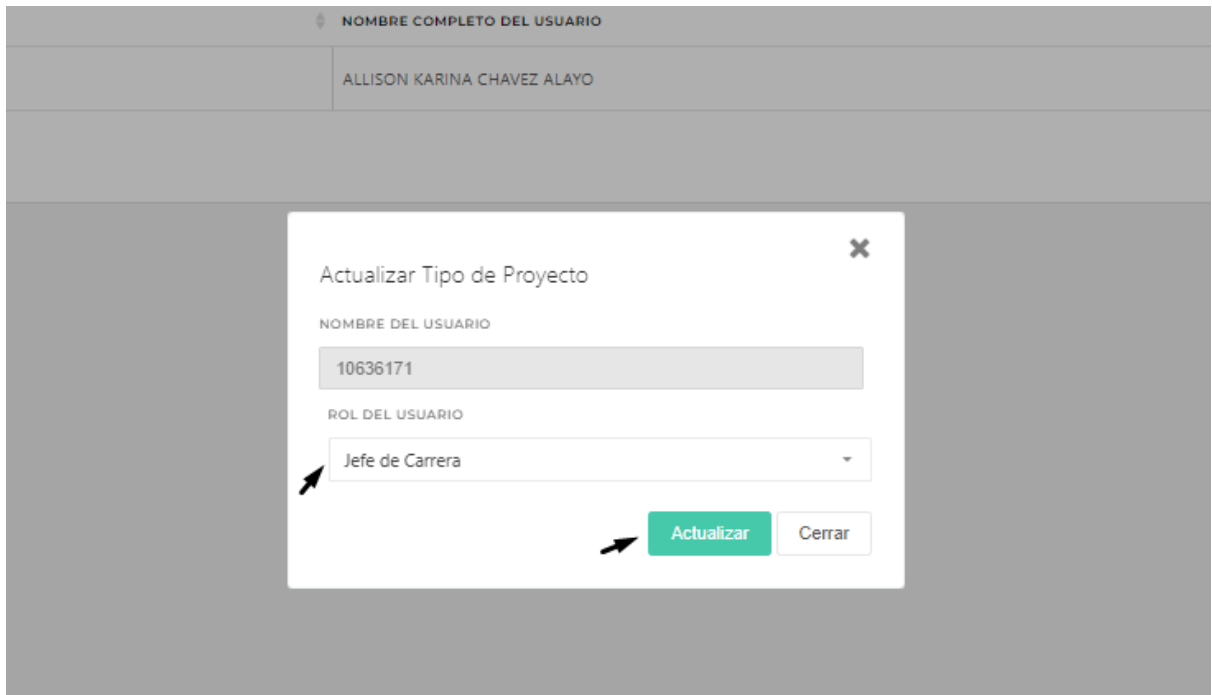 NOMBRE COMPLETO DEL USUARIO
ALLISON KARINA CHAVEZ ALAYO
Actualizar Tipo de Proyecto
NOMBRE DEL USUARIO
10636171
ROL DEL USUARIO
Jefe de Carrera
Actualizar Cerrar